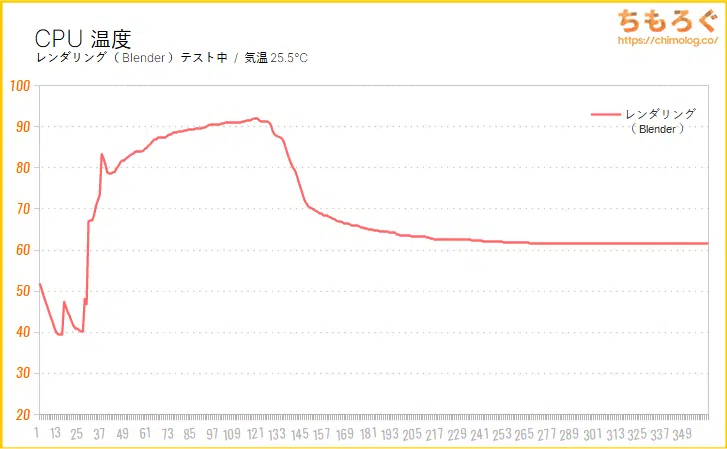 ちもろぐ
https://chimolog.co/
CPU 温度
レンダリング（Blender）テスト中 / 気温25.5°C
100
90
80
70
60
50
40
30
20
レンダリング
（Blender）
1 13 25 37 49 61 73 85 97 109 121 133 145 157 169 181 193 205 217 229 241 253 265 277 289 301 313 325 337 349